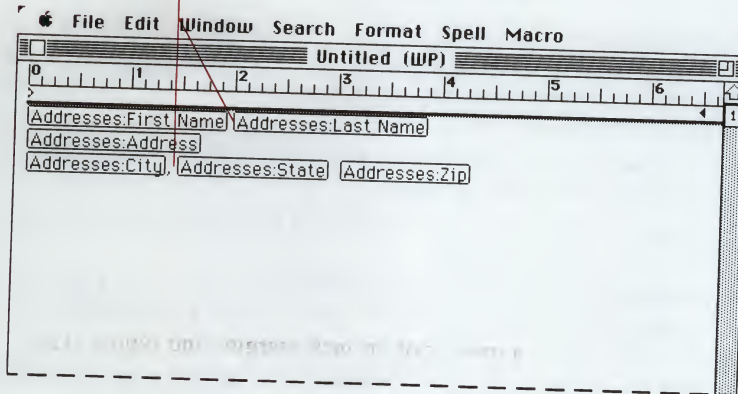 File Edit Window Search Format Spell Macro
Untitled (WP)
0 1 2 3 4 5 6
1
Addresses:First Name Addresses:Last Name
Addresses:Address
Addresses:City, Addresses:State Addresses:Zip